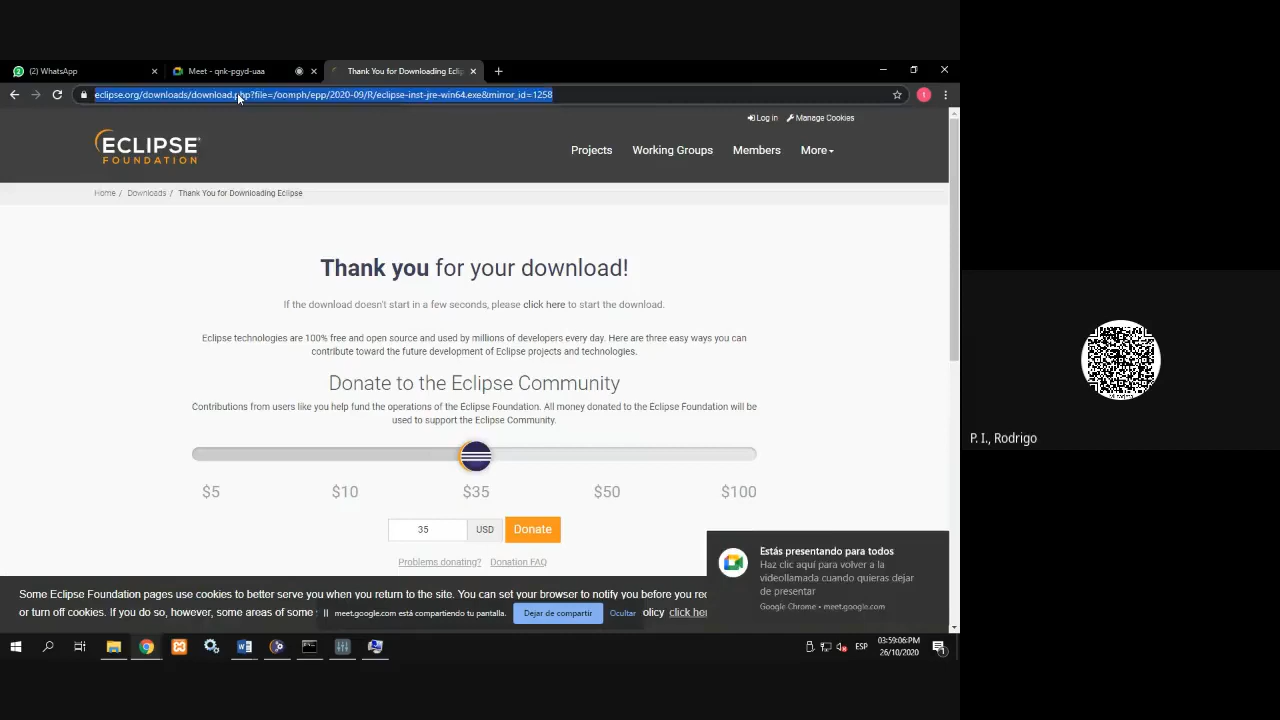 (2) WhatsApp
Meet - qnk-pgyd-uaa
Thank You for Downloading Eclip
eclipse.org/downloads/download.php?file=/oomph/epp/2020-09/R/eclipse-inst-jre-win64.exe&mirror_id=1258
Log in
Manage Cookies
ECLIPSE
FOUNDATION
Projects
Working Groups
Members
More
Home / Downloads / Thank You for Downloading Eclipse
Thank you for your download!
If the download doesn't start in a few seconds, please click here to start the download.
Eclipse technologies are 100% free and open source and used by millions of developers every day. Here are three easy ways you can
contribute toward the future development of Eclipse projects and technologies.
Donate to the Eclipse Community
Contributions from users like you help fund the operations of the Eclipse Foundation. All money donated to the Eclipse Foundation will be
used to support the Eclipse Community.
$5 $10 $35 $50 $100
35 USD Donate
Problems donating? Donation FAQ
Estás presentando para todos
Haz clic aquí para volver a la
videollamada cuando quieras dejar
de presentar
Google Chrome • meet.google.com
Some Eclipse Foundation pages use cookies to better serve you when you return to the site. You can set your browser to notify you before you rec
or turn off cookies. If you do so, however, some areas of some
meet.google.com está compartiendo tu pantalla.
Dejar de compartir
Ocultar
olicy click her
ESP
03:59:06PM
26/10/2020
P. I., Rodrigo